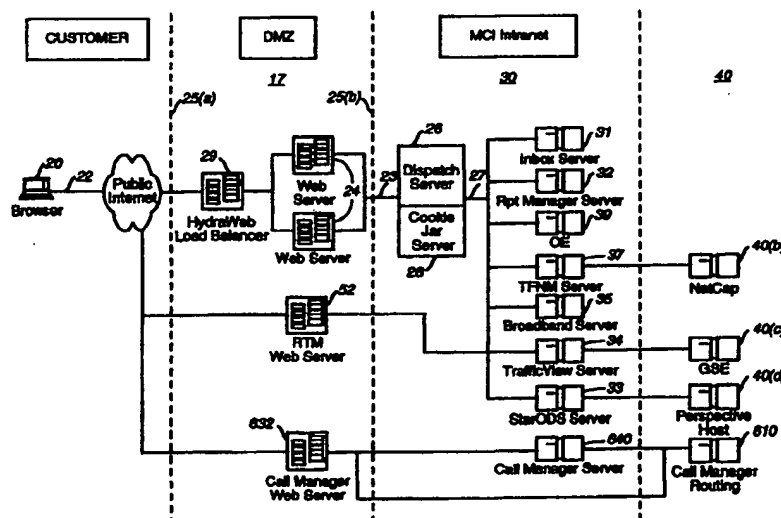 CUSTOMER
DMZ
MCI Intranet
17
30
40
25(a)
25(b)
20
22
Browser
Public
Internet
29
HydraWeb
Load Balancer
Web
Server
24
Web Server
23
26
Dispatch
Server
Cookie
Jar
Server
28
27
31
Inbox Server
32
Rpt Manager Server
39
OE
37
TFNM Server
40(b)
NetCap
35
Broadband Server
52
RTM
Web Server
34
TrafficView Server
40(c)
GSE
33
StarODS Server
40(d)
Perspective
Host
632
Call Manager
Web Server
640
Call Manager Server
610
Call Manager
Routing